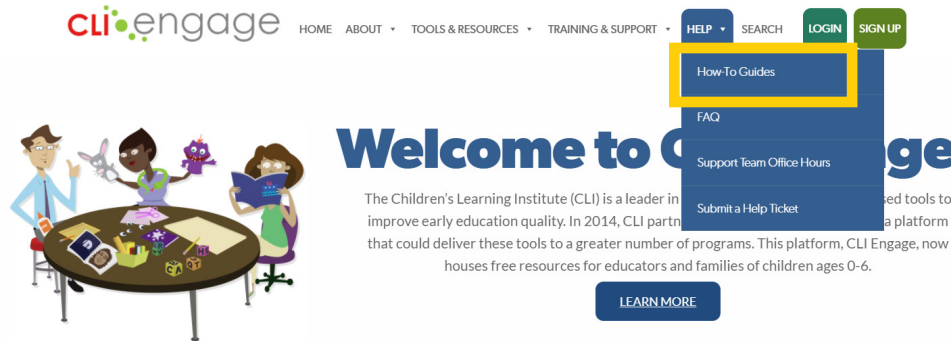 cli engage
HOME ABOUT TOOLS & RESOURCES TRAINING & SUPPORT HELP SEARCH LOGIN SIGN UP
How-To Guides
FAQ
Support Team Office Hours
Submit a Help Ticket
Welcome to C ge
The Children's Learning Institute (CLI) is a leader in sed tools to
improve early education quality. In 2014, CLI partn a platform
that could deliver these tools to a greater number of programs. This platform, CLI Engage, now
houses free resources for educators and families of children ages 0-6.
LEARN MORE
C A B T